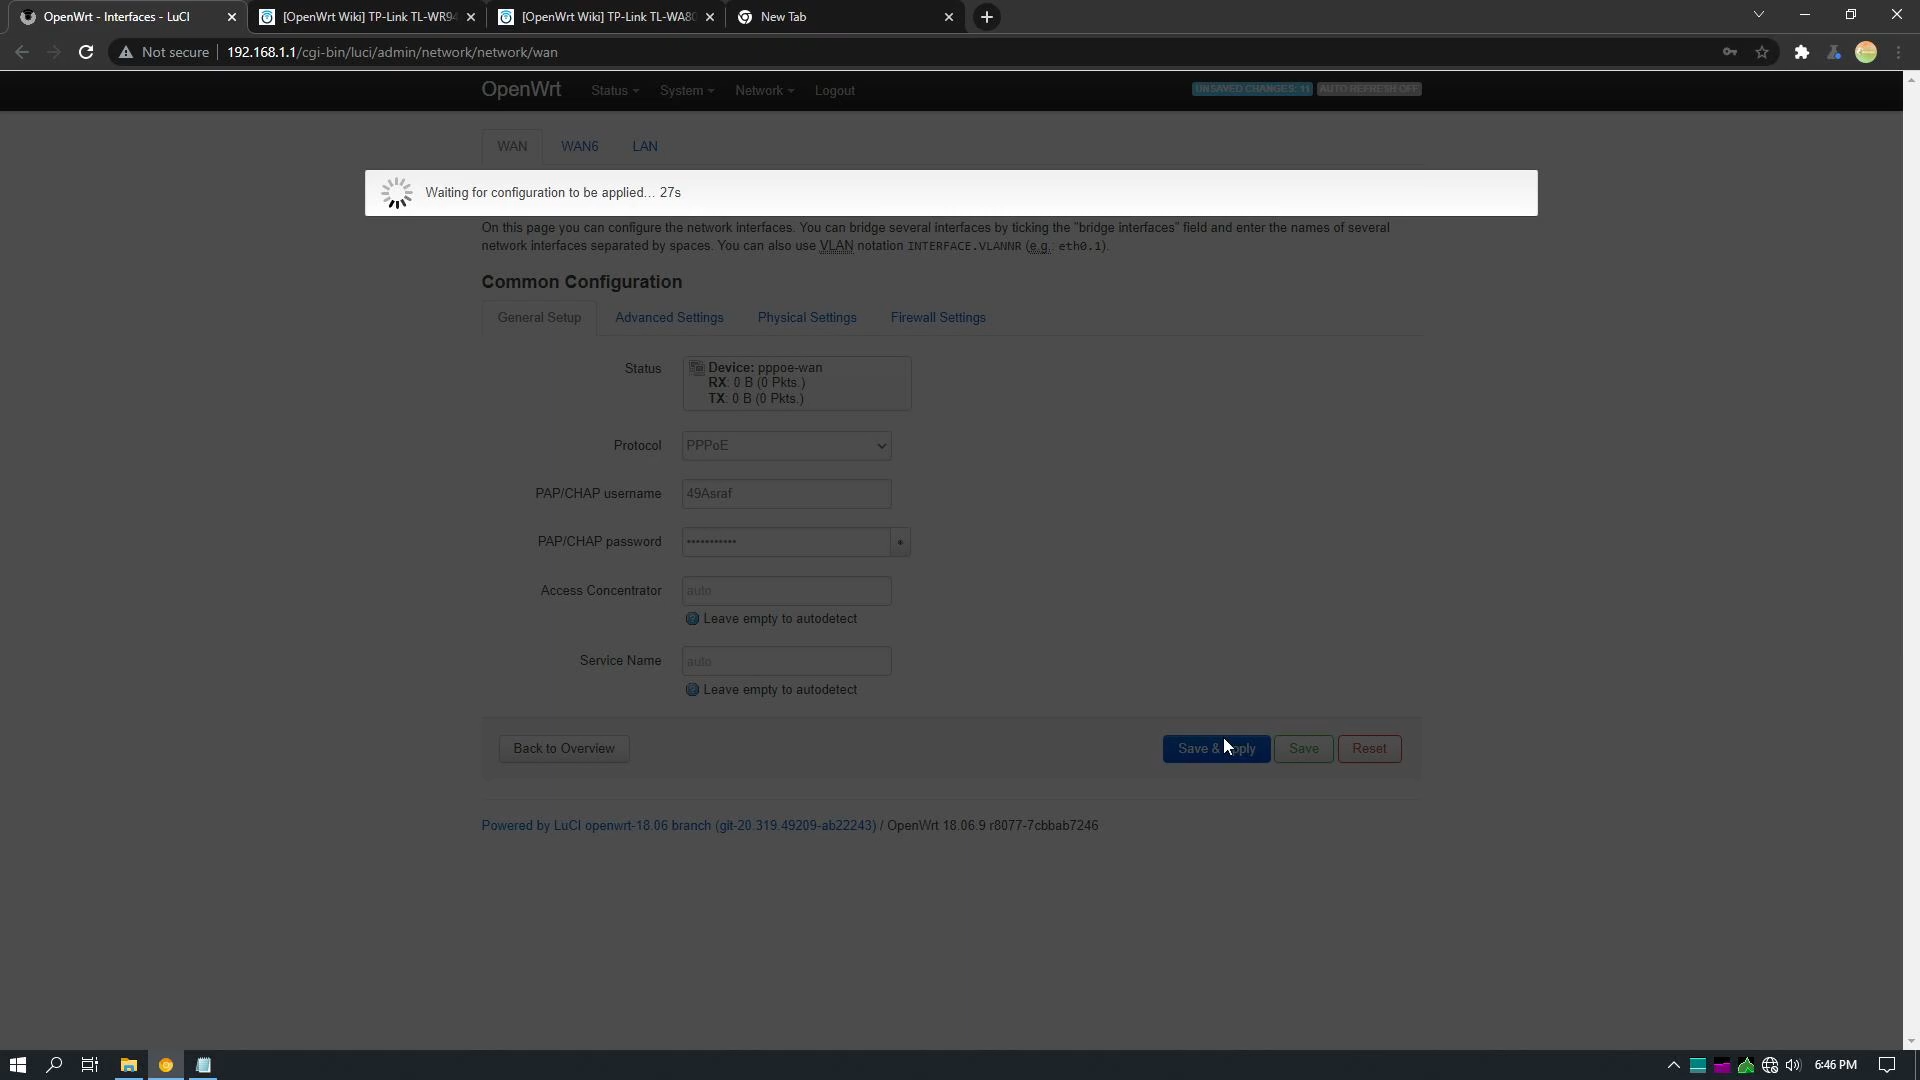 OpenWrt - Interfaces - LuCI
[OpenWrt Wiki] TP-Link TL-WR94
[OpenWrt Wiki] TP-Link TL-WA80
New Tab
Not secure
192.168.1.1/cgi-bin/luci/admin/network/network/wan
OpenWrt
Status
System
Network
Logout
UNSAVED CHANGES: 11
AUTO REFRESH OFF
WAN
WAN6
LAN
Waiting for configuration to be applied… 27s
On this page you can configure the network interfaces. You can bridge several interfaces by ticking the "bridge interfaces" field and enter the names of several
network interfaces separated by spaces. You can also use VLAN notation INTERFACE.VLANNR (e.g.: eth0.1).
Common Configuration
General Setup
Advanced Settings
Physical Settings
Firewall Settings
Status
Device: pppoe-wan
RX: 0 B (0 Pkts.)
TX: 0 B (0 Pkts.)
Protocol
PPPoE
PAP/CHAP username
49Asraf
PAP/CHAP password
•••••••••••
*
Access Concentrator
auto
Leave empty to autodetect
Service Name
auto
Leave empty to autodetect
Back to Overview
Save & Apply
Save
Reset
Powered by LuCI openwrt-18.06 branch (git-20.319.49209-ab22243) / OpenWrt 18.06.9 r8077-7cbbab7246
6:46 PM